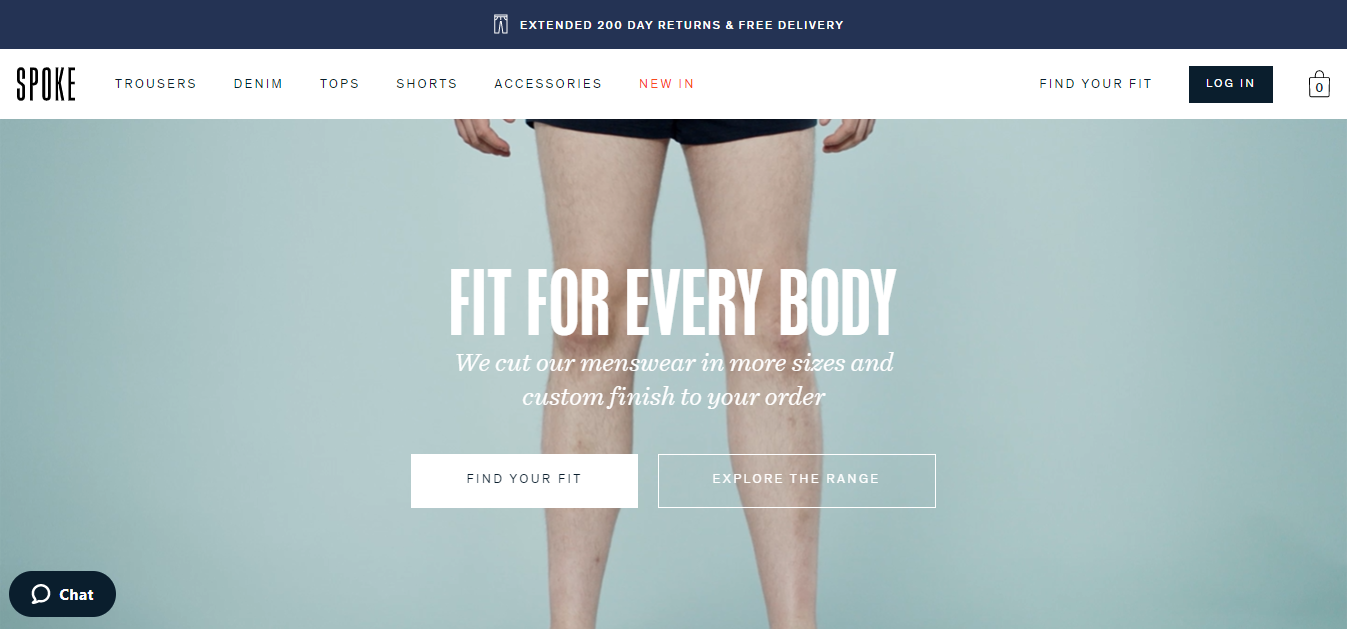 EXTENDED 200 DAY RETURNS & FREE DELIVERY
SPOKE
TROUSERS
DENIM
TOPS
SHORTS
ACCESSORIES
NEW IN
FIND YOUR FIT
LOG IN
0
FIT FOR EVERY BODY
We cut our menswear in more sizes and
custom finish to your order
FIND YOUR FIT
EXPLORE THE RANGE
Chat